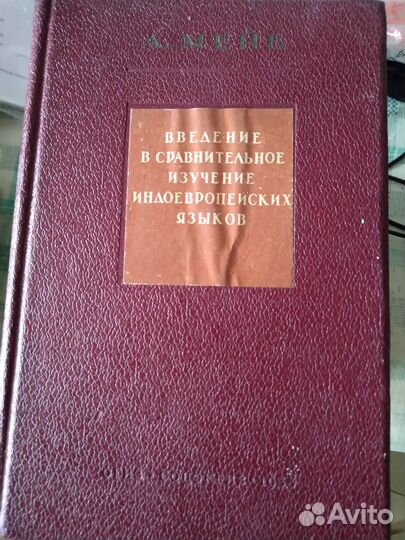 А. МЕЙЕ
ВВЕДЕНИЕ
В СРАВНИТЕЛЬНОЕ
ИЗУЧЕНИЕ
ИНДОЕВРОПЕЙСКИХ
ЯЗЫКОВ
Avito